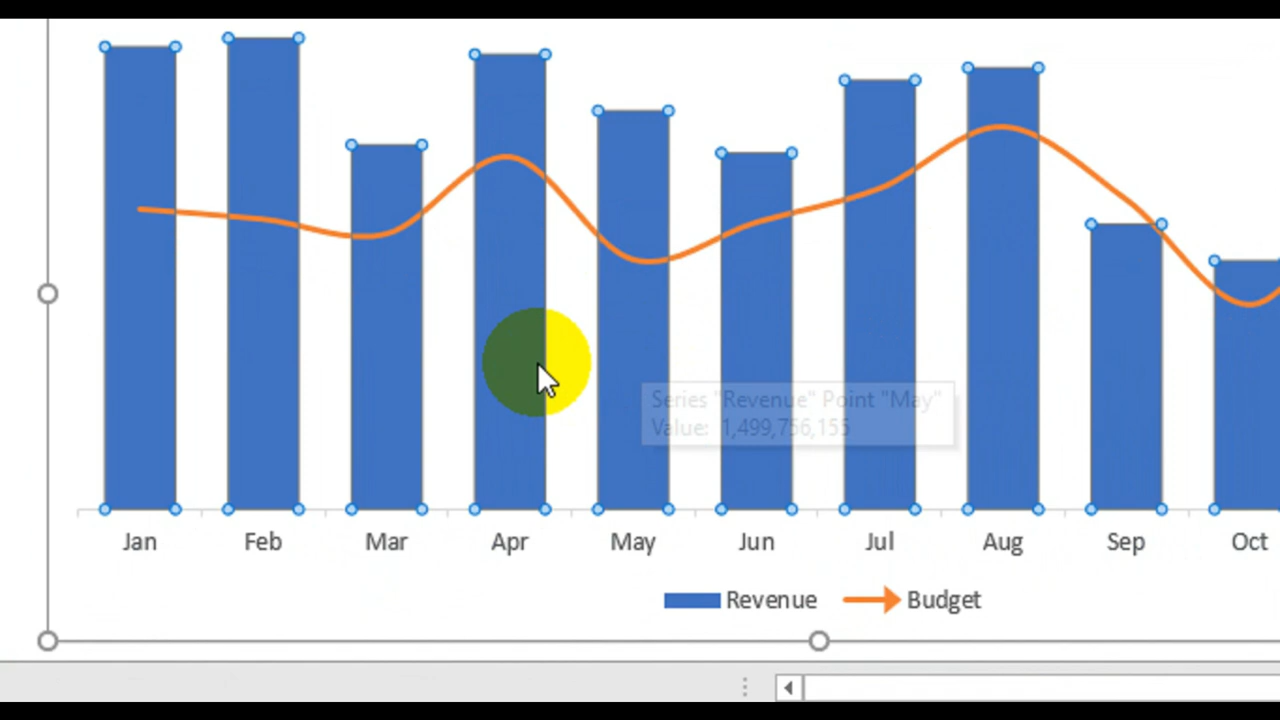 Series "Revenue" Point "May"
Value: 1,499,756,155
Jan Feb Mar Apr May Jun Jul Aug Sep Oct
Revenue Budget